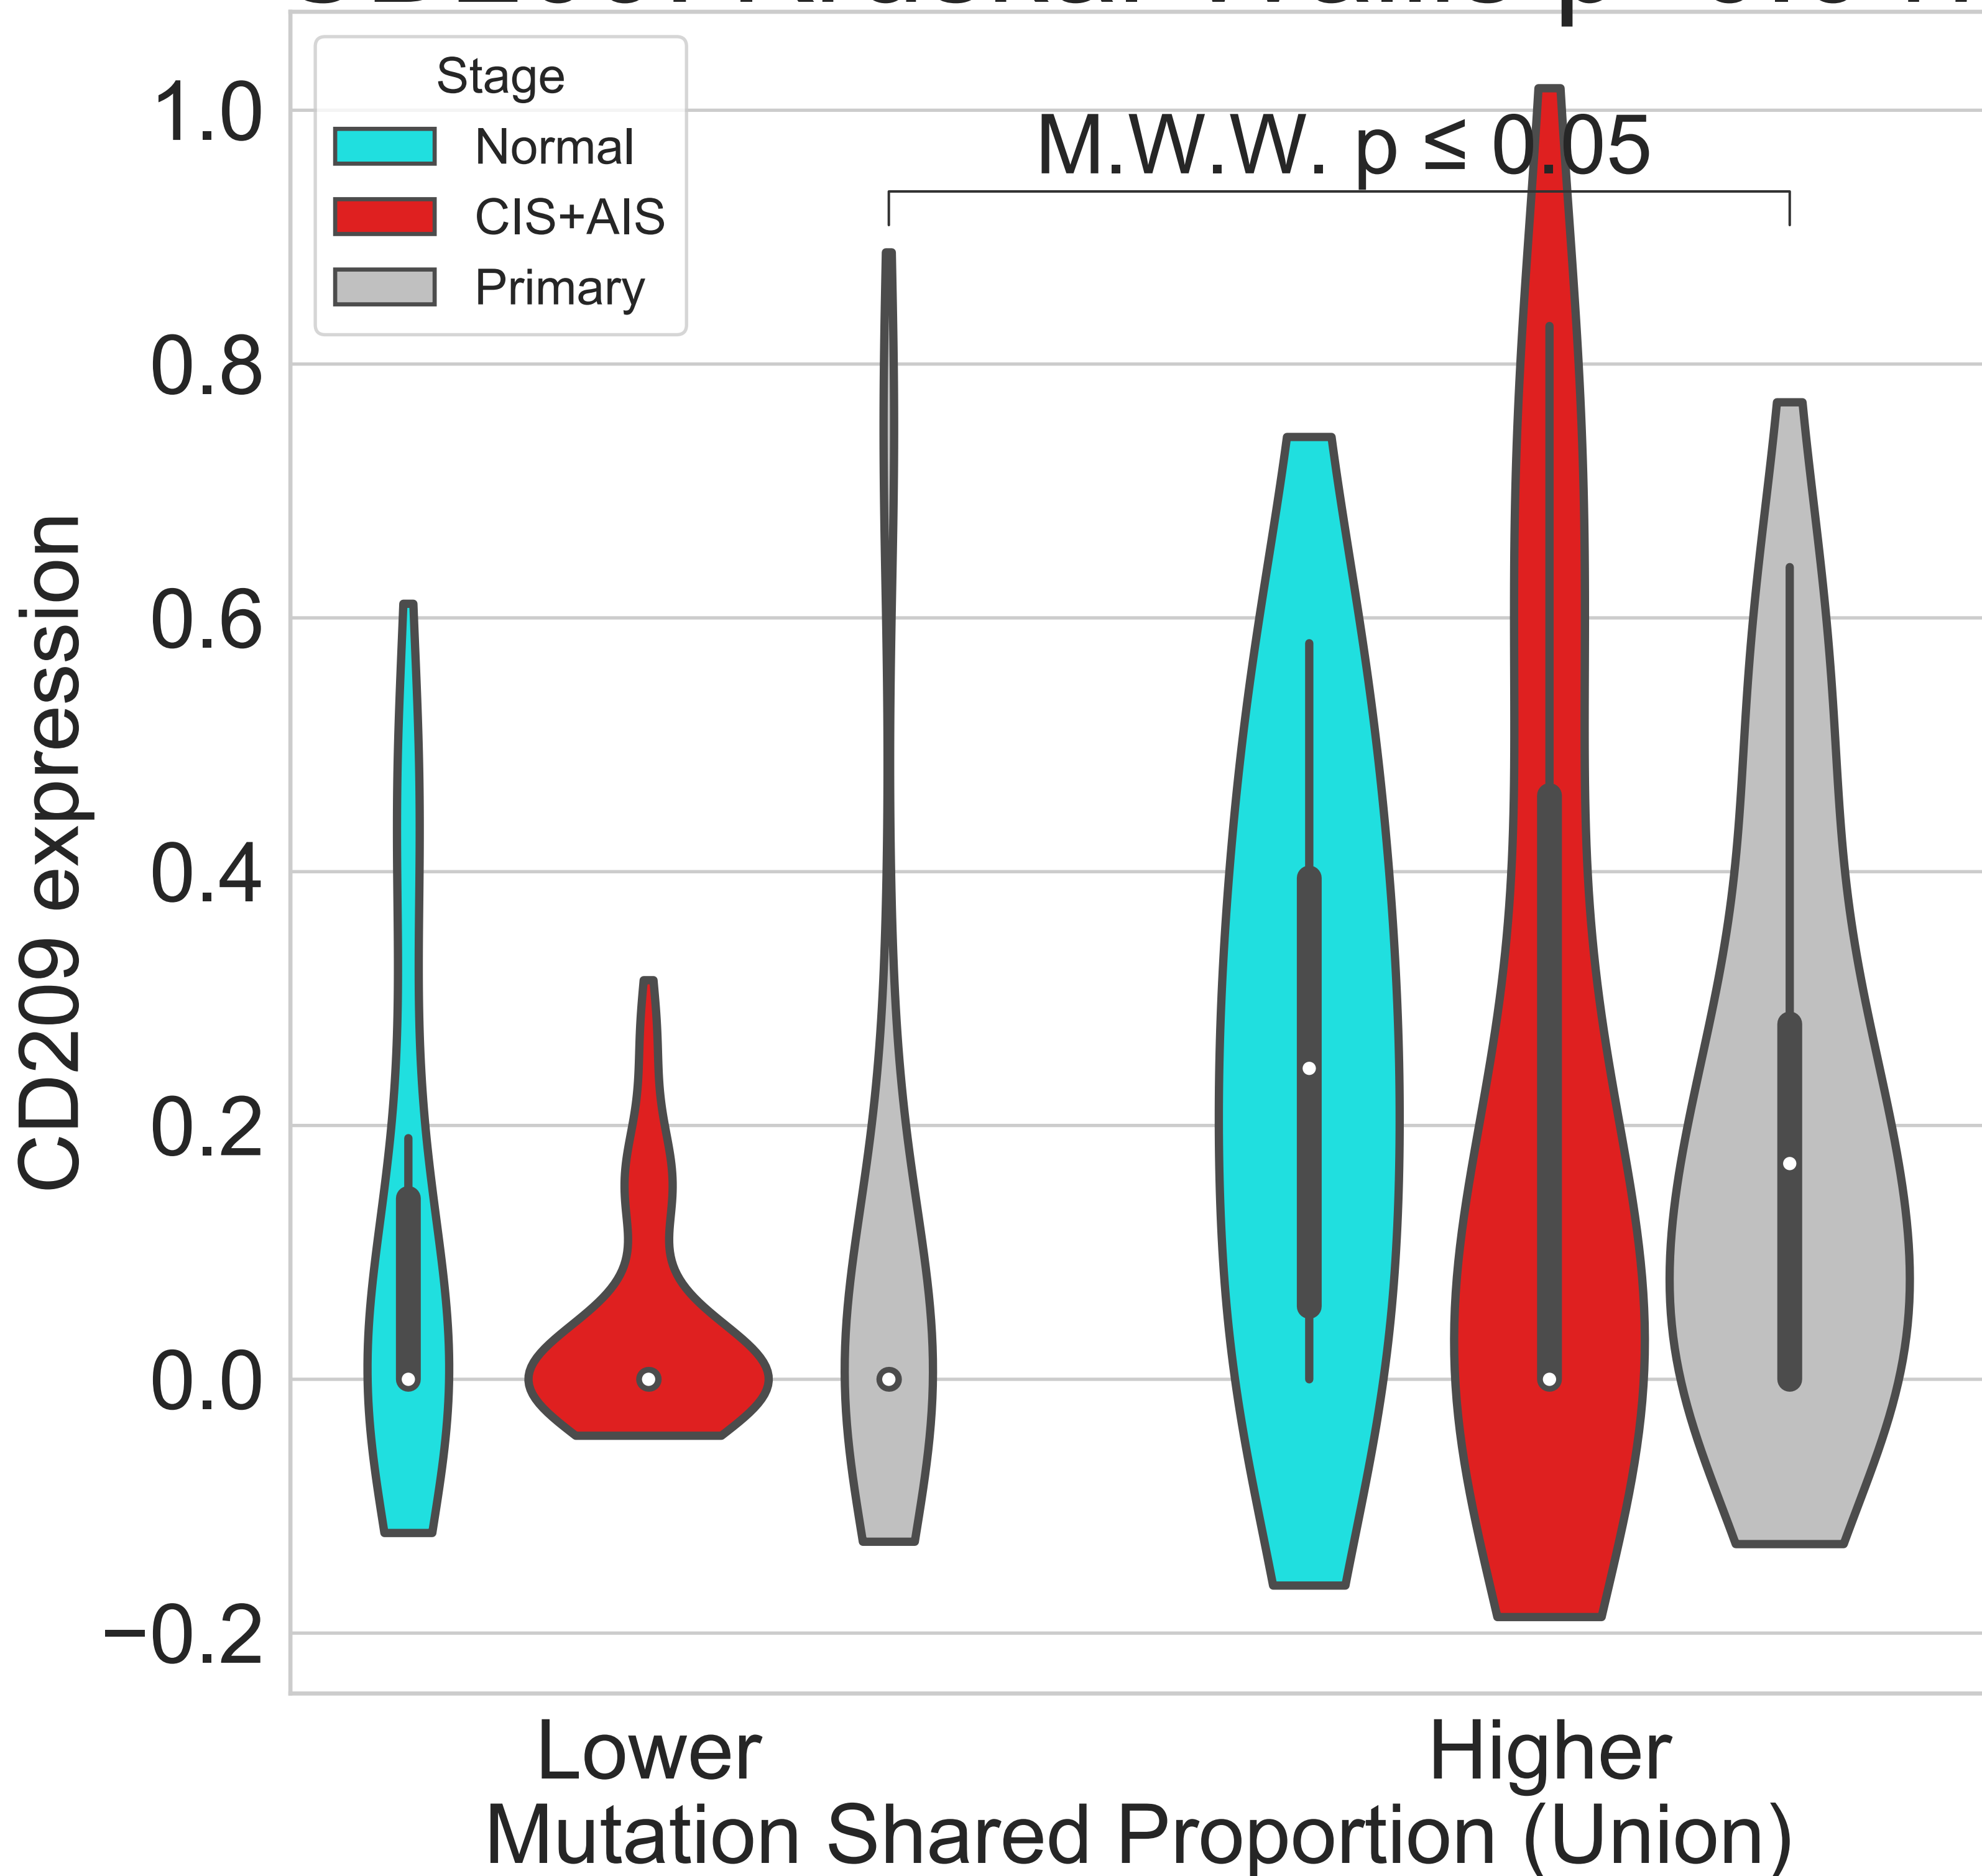 Stage
Normal
CIS+AIS
Primary
M.W.W. p ≤ 0.05
1.0
0.8
0.6
0.4
0.2
0.0
−0.2
CD209 expression
Lower
Higher
Mutation Shared Proportion (Union)